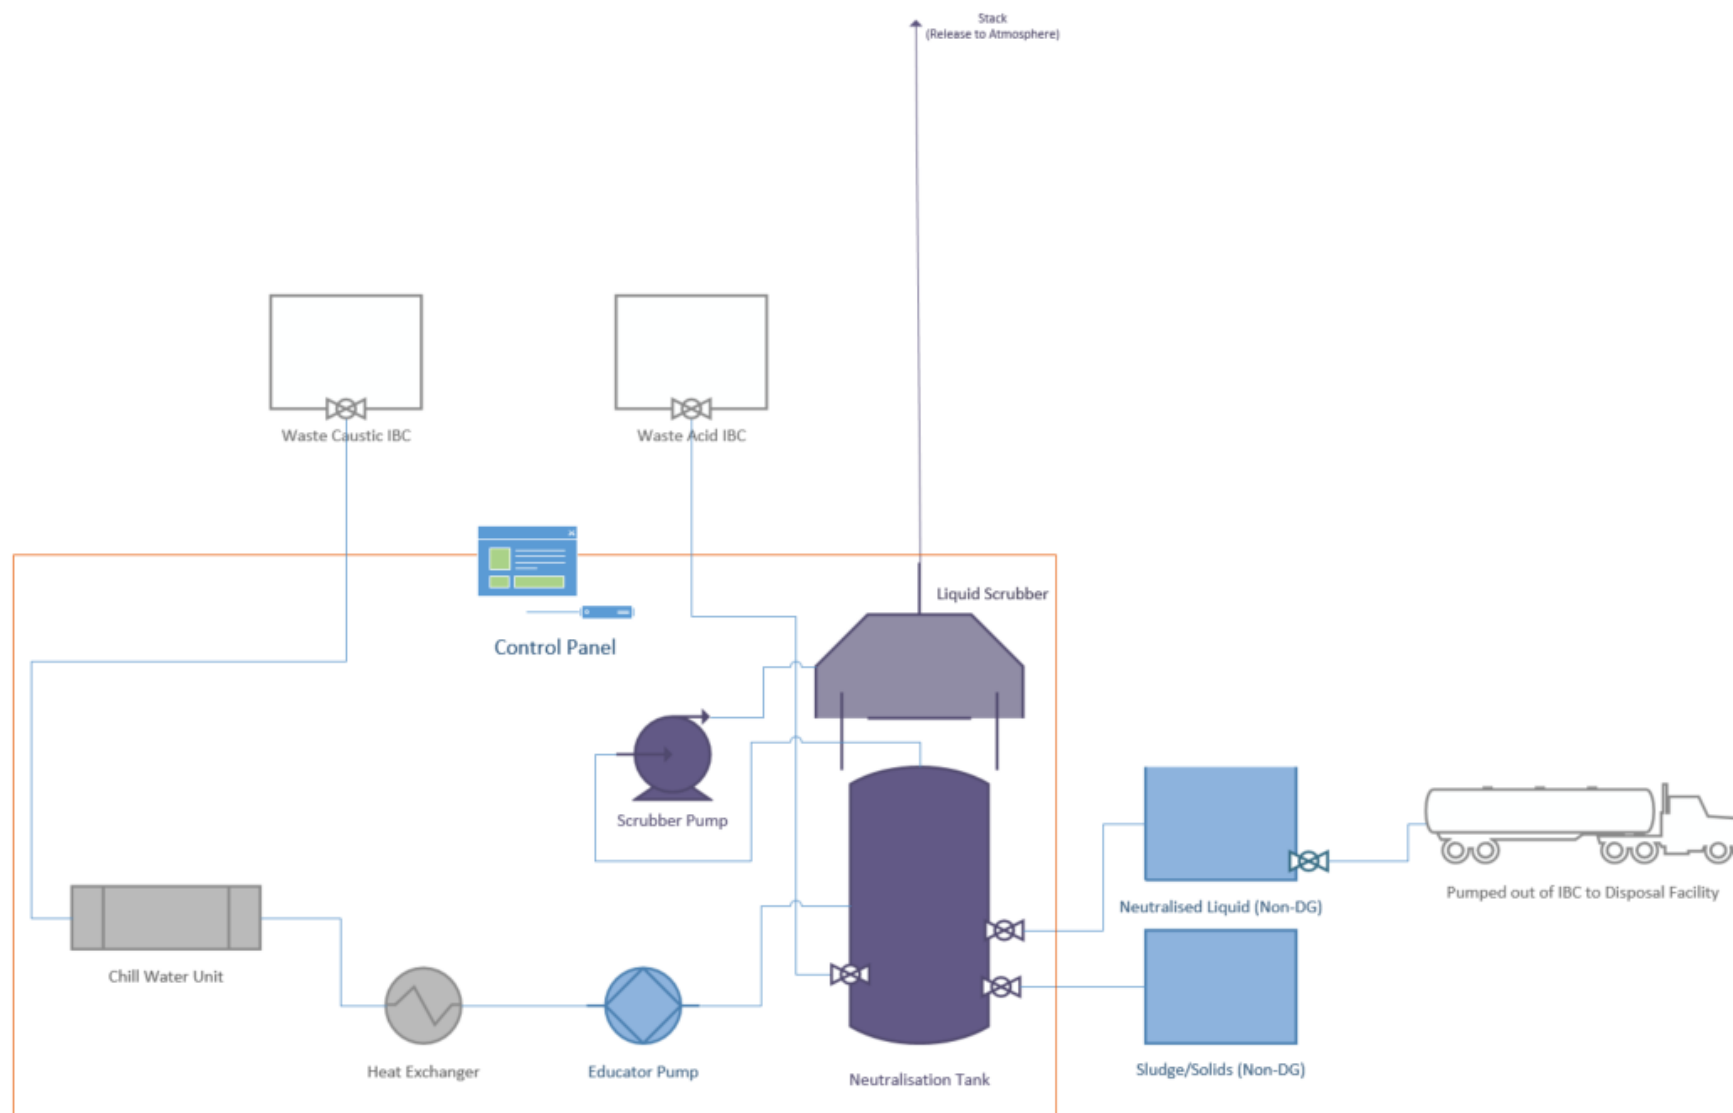 Stack
(Release to Atmosphere)
Waste Caustic IBC
Waste Acid IBC
Liquid Scrubber
Control Panel
Scrubber Pump
Neutralised Liquid (Non-DG)
Pumped out of IBC to Disposal Facility
Chill Water Unit
Heat Exchanger
Educator Pump
Neutralisation Tank
Sludge/Solids (Non-DG)